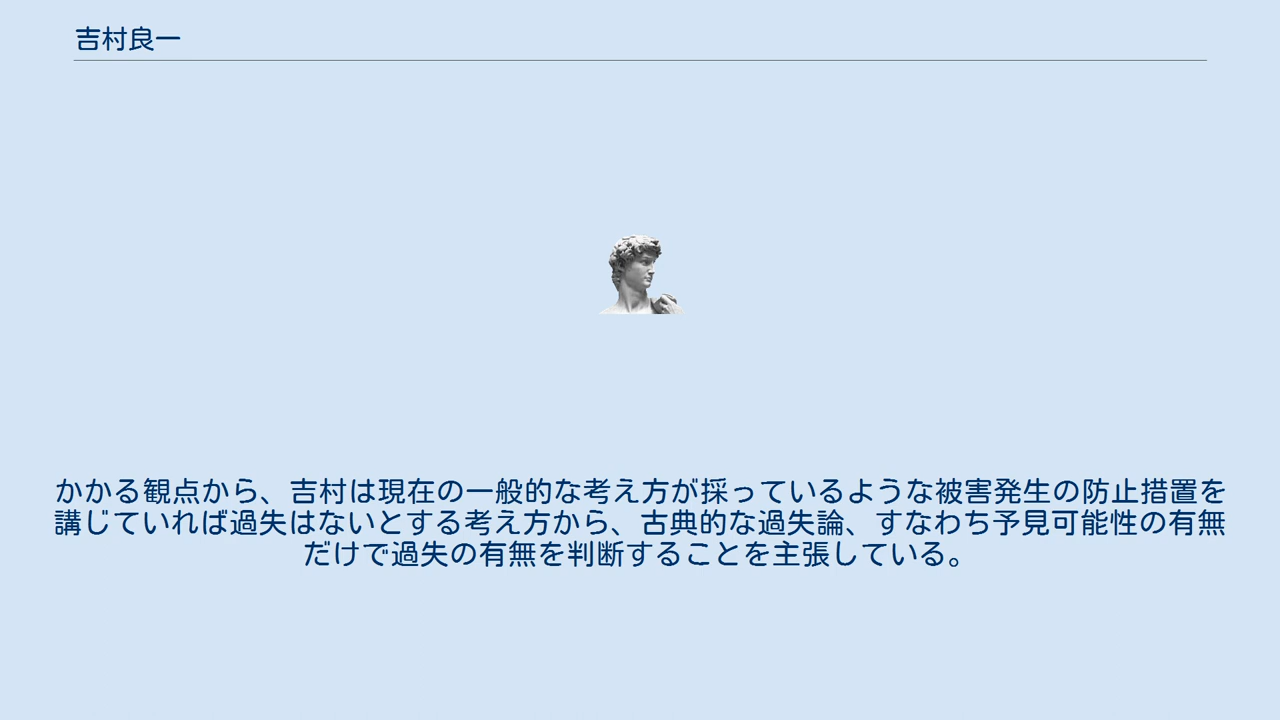 吉村良一
かかる観点から、吉村は現在の一般的な考え方が採っているような被害発生の防止措置を
講じていれば過失はないとする考え方から、古典的な過失論、すなわち予見可能性の有無
だけで過失の有無を判断することを主張している。